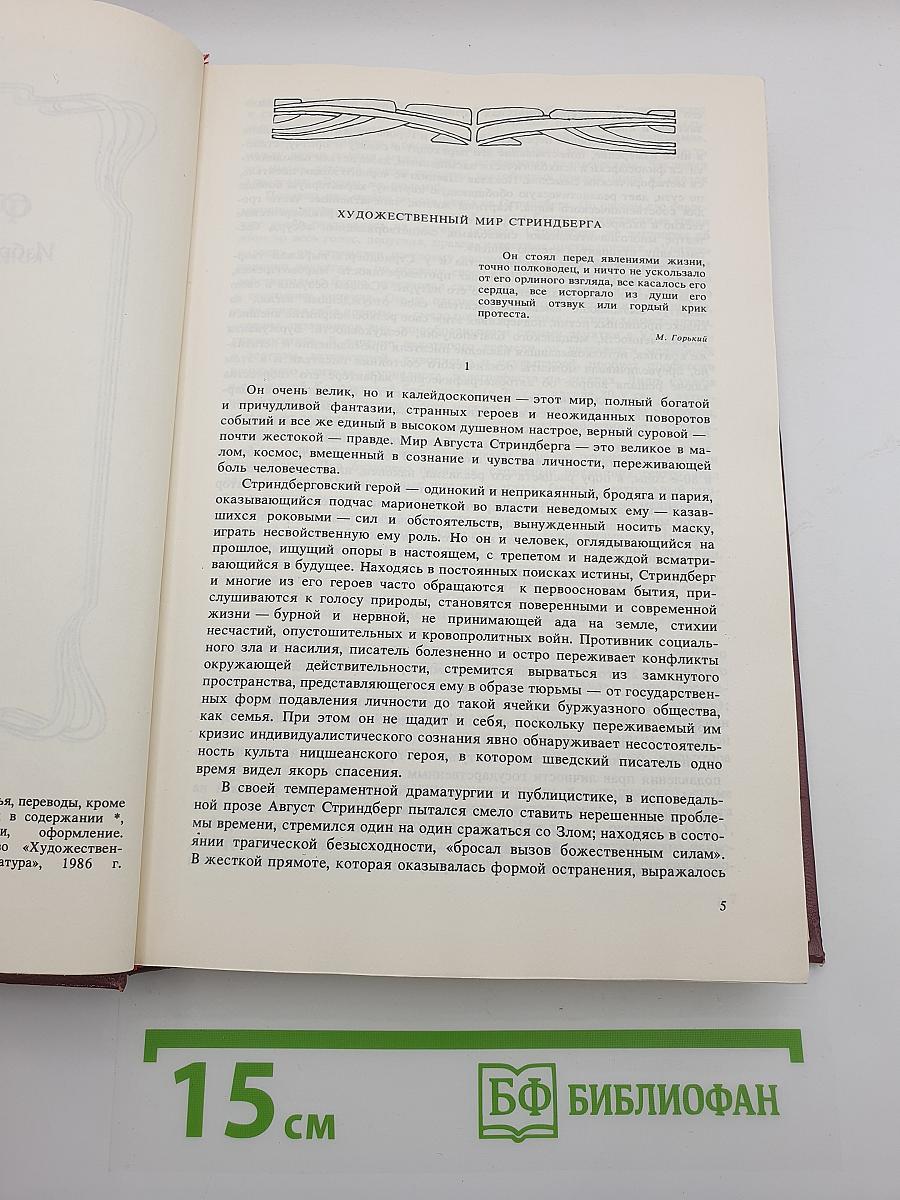 ХУДОЖЕСТВЕННЫЙ МИР СТРИНДБЕРГА
Он стоял перед явлениями жизни,
точно полководец, и ничто не ускользало
от его орлиного взгляда, все касалось его
сердца, все исторгало из души его
созвучный отзвук или гордый крик
протеста.
М. Горький
1
Он очень велик, но и калейдоскопичен — этот мир, полный богатой
и причудливой фантазии, странных героев и неожиданных поворотов
событий и все же единый в высоком душевном настрое, верный суровой —
почти жестокой — правде. Мир Августа Стриндберга — это великое в ма-
лом, космос, вмещенный в сознание и чувства личности, переживающей
боль человечества.
Стриндберговский герой — одинокий и неприкаянный, бродяга и пария,
оказывающийся подчас марионеткой во власти неведомых ему — казав-
шихся роковыми — сил и обстоятельств, вынужденный носить маску,
играть несвойственную ему роль. Но он и человек, оглядывающийся на
прошлое, ищущий опоры в настоящем, с трепетом и надеждой всматри-
вающийся в будущее. Находясь в постоянных поисках истины, Стриндберг
и многие из его героев часто обращаются к первоосновам бытия, при-
слушиваются к голосу природы, становятся поверенными и современной
жизни — бурной и нервной, не принимающей ада на земле, стихии
несчастий, опустошительных и кровопролитных войн. Противник социаль-
ного зла и насилия, писатель болезненно и остро переживает конфликты
окружающей действительности, стремится вырваться из замкнутого
пространства, представляющегося ему в образе тюрьмы — от государствен-
ных форм подавления личности до такой ячейки буржуазного общества,
как семья. При этом он не щадит и себя, поскольку переживаемый им
кризис индивидуалистического сознания явно обнаруживает несостоятель-
ность культа ницшеанского героя, в котором шведский писатель одно
время видел якорь спасения.
В своей темпераментной драматургии и публицистике, в исповедаль-
ной прозе Август Стриндберг пытался смело ставить нерешенные пробле-
мы времени, стремился один на один сражаться со Злом; находясь в состо-
янии трагической безысходности, «бросал вызов божественным силам».
В жесткой прямоте, которая оказывалась формой остранения, выражалось
5
ья, переводы, кроме
в содержании *,
и, оформление.
во «Художествен-
атура», 1986 г.
15 см
БФ БИБЛИОФАН